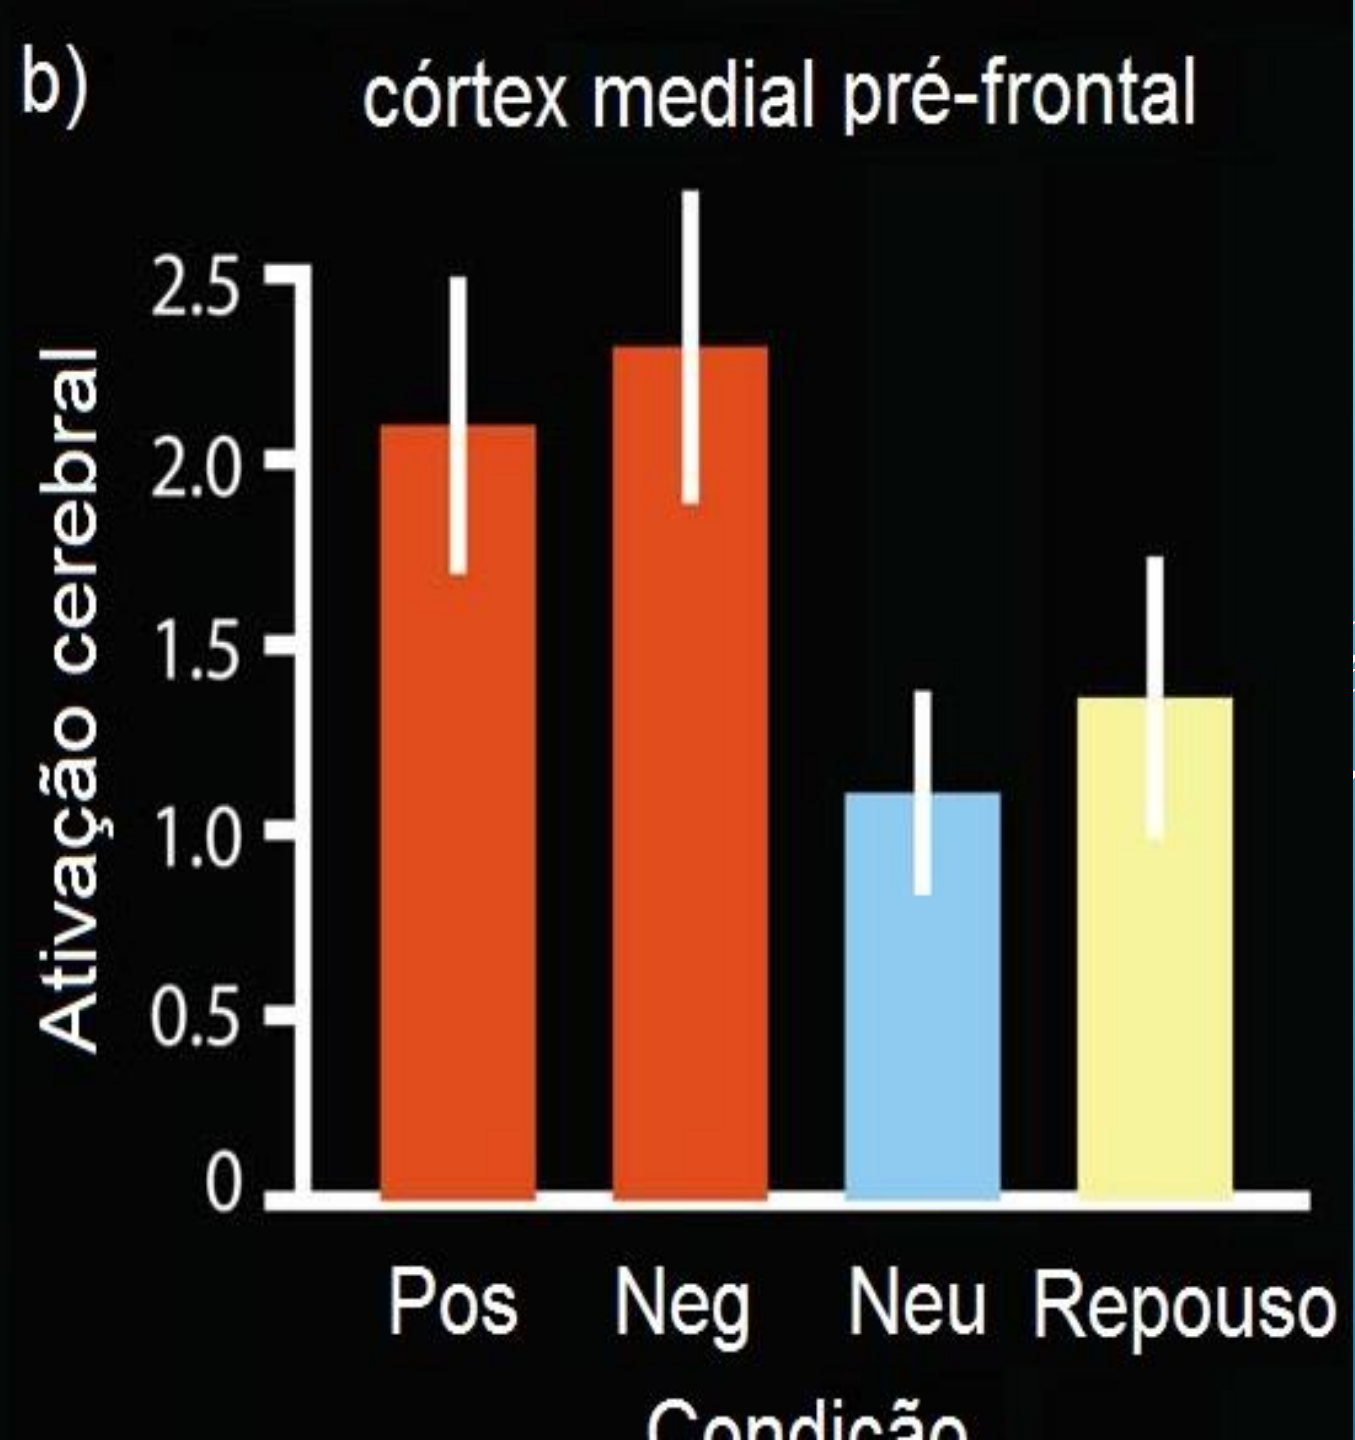 b)
córtex medial pré-frontal
Ativação cerebral
2.5
2.0
1.5
1.0
0.5
0
Pos Neg Neu Repouso
Condição